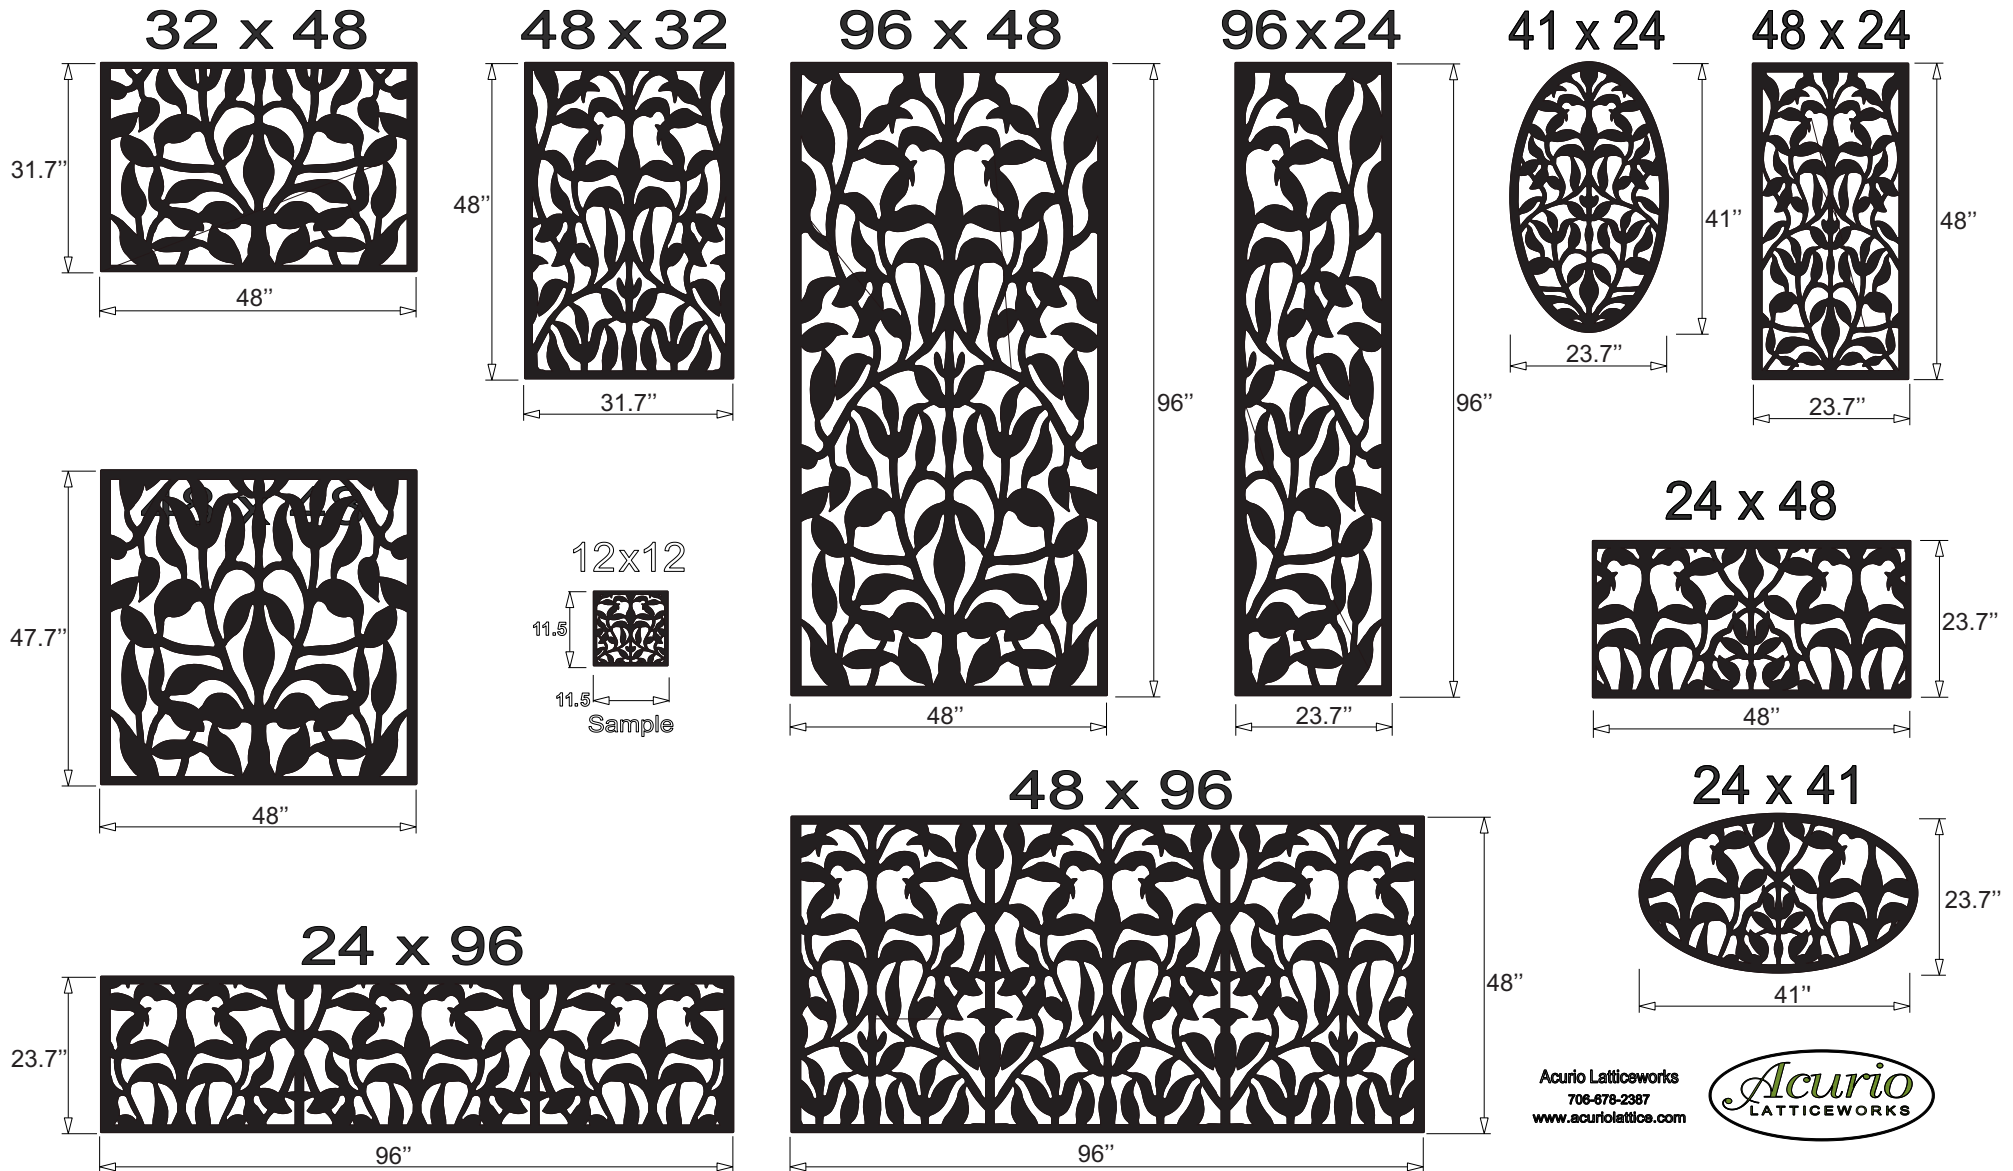 32 x 48
31.7’’
48’’
48 x 32
48’’
31.7’’
96 x 48
96’’
48’’
96x24
96’’
23.7’’
41 x 24
41’’
23.7’’
48 x 24
48’’
23.7’’
48 x 48
47.7’’
48’’
12x12
11.5
11.5
Sample
24 x 48
23.7’’
48’’
24 x 96
23.7’’
96’’
48 x 96
48’’
96’’
24 x 41
23.7’’
41’’
Acurio Latticeworks
706-678-2387
www.acuriolattice.com
Acurio
LATTICEWORKS